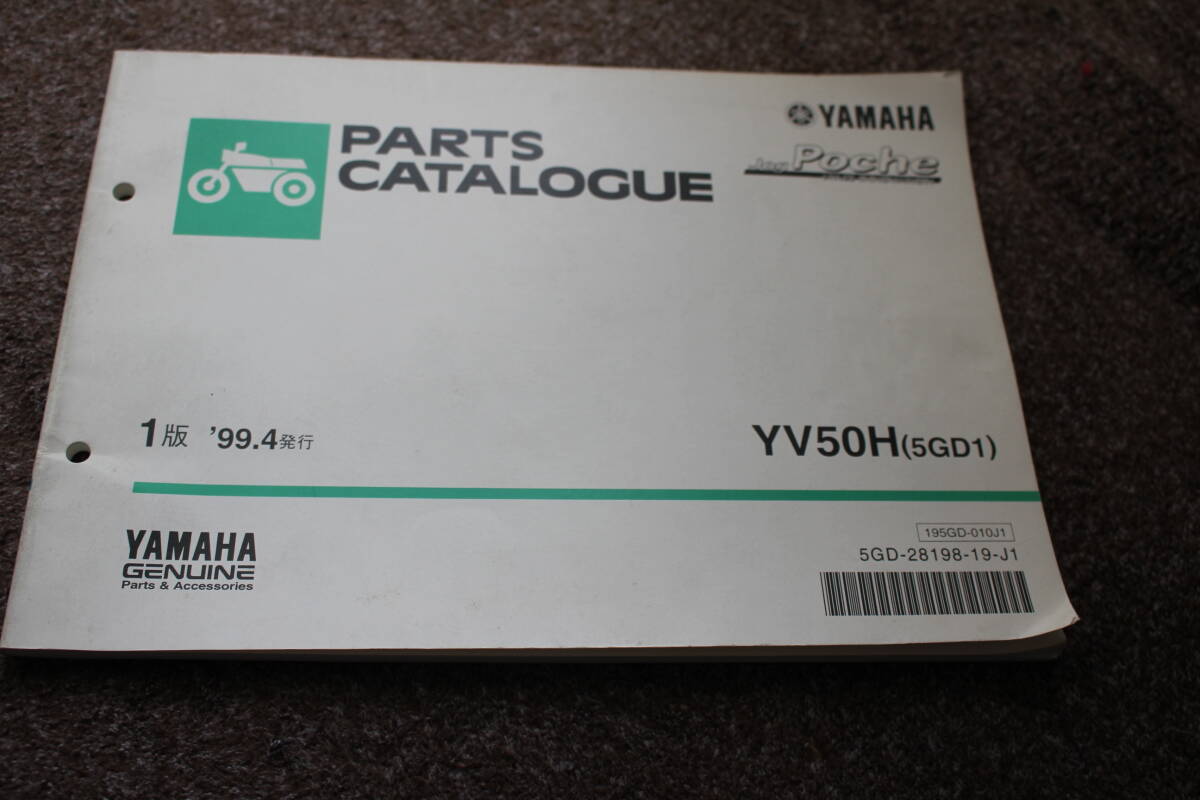 PARTS
CATALOGUE
YAMAHA
Jog Poche
1版 '99.4発行
YV50H(5GD1)
YAMAHA
GENUINE
Parts & Accessories
195GD-010J1
5GD-28198-19-J1